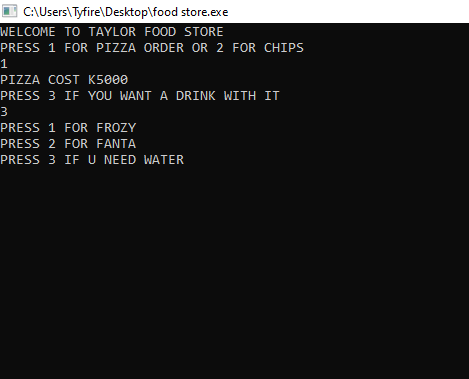 C:\Users\Tyfire\Desktop\food store.exe
WELCOME TO TAYLOR FOOD STORE
PRESS 1 FOR PIZZA ORDER OR 2 FOR CHIPS
1
PIZZA COST K5000
PRESS 3 IF YOU WANT A DRINK WITH IT
3
PRESS 1 FOR FROZY
PRESS 2 FOR FANTA
PRESS 3 IF U NEED WATER